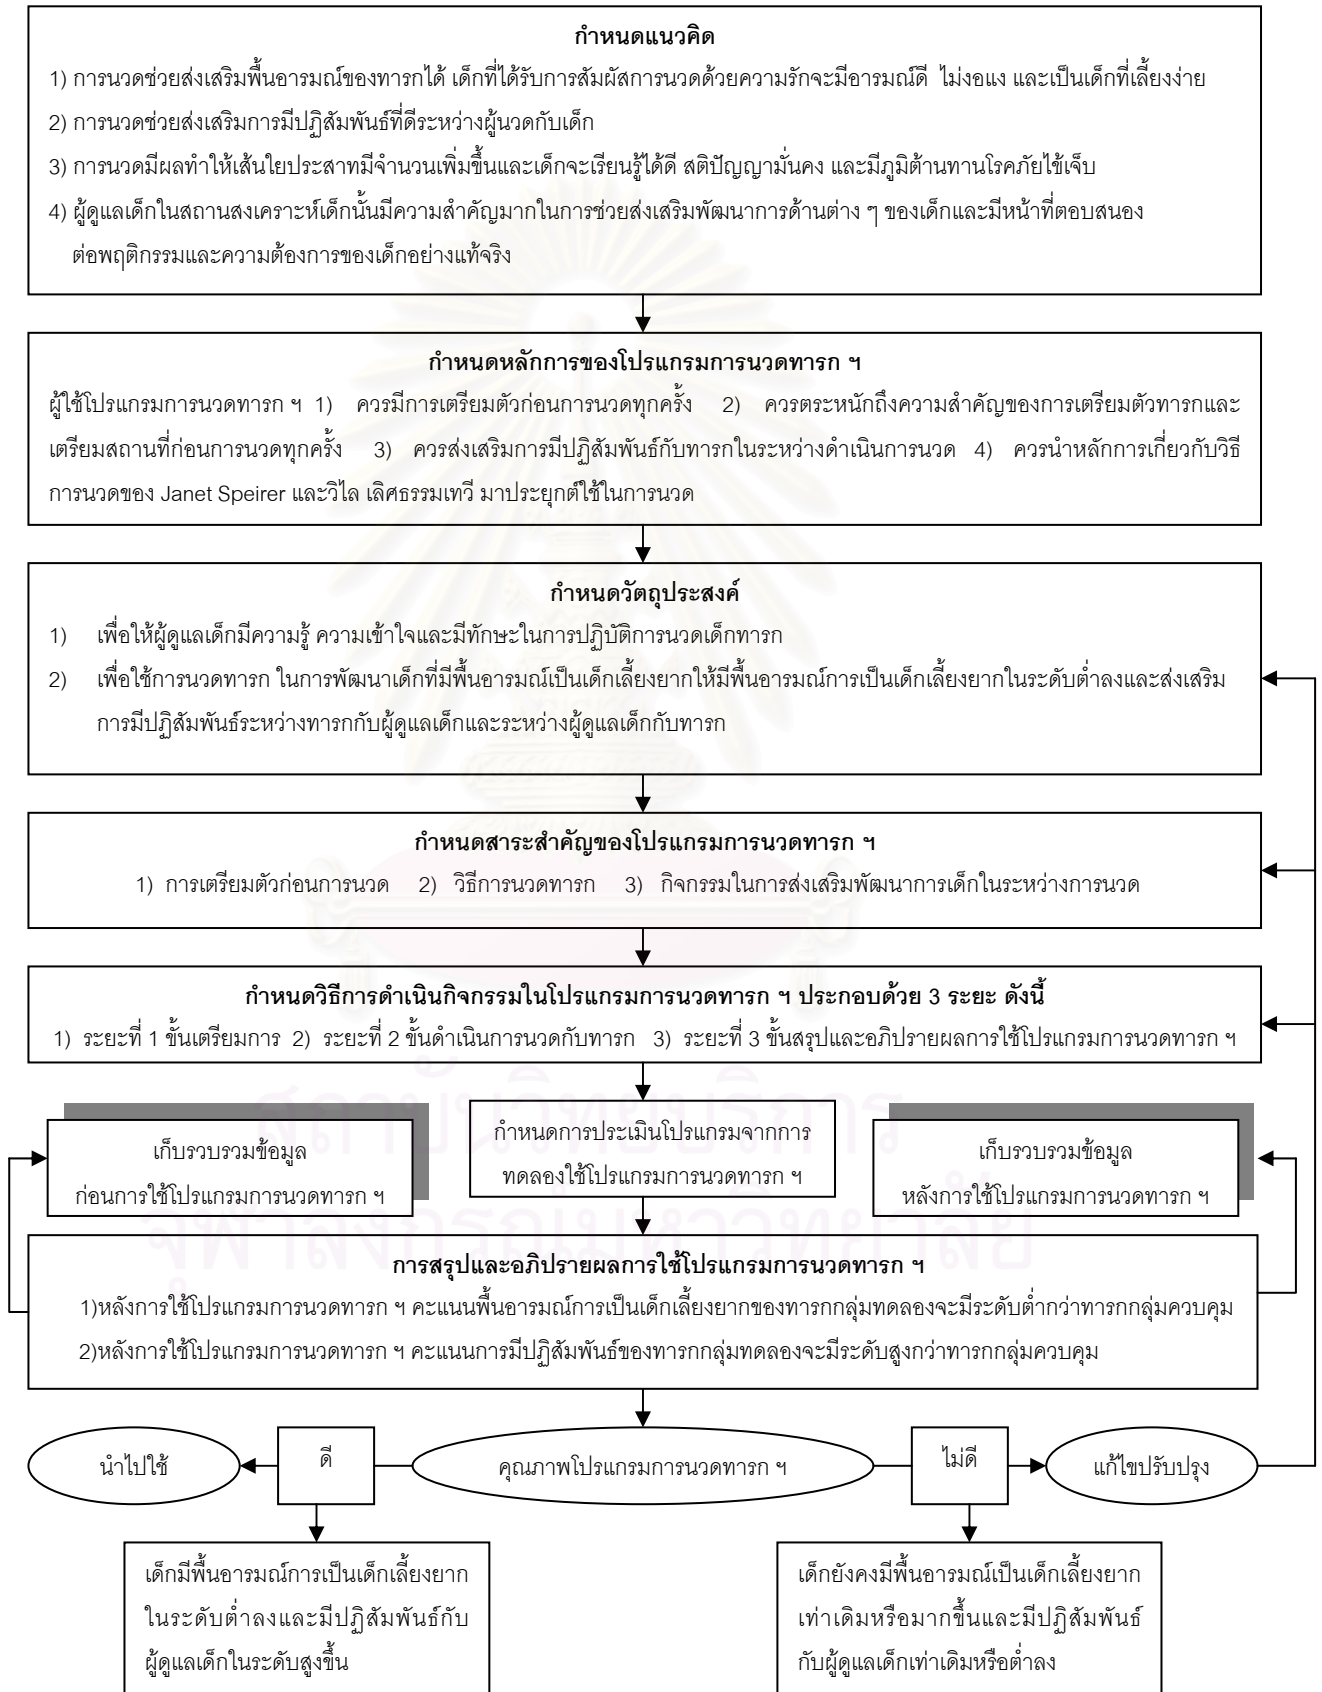 กำหนดแนวคิด
1) การนวดช่วยส่งเสริมพื้นอารมณ์ของทารกได้ เด็กที่ได้รับการสัมผัสการนวดด้วยความรักจะมีอารมณ์ดี ไม่งอแง และเป็นเด็กที่เลี้ยงง่าย
2) การนวดช่วยส่งเสริมการมีปฏิสัมพันธ์ที่ดีระหว่างผู้นวดกับเด็ก
3) การนวดมีผลทำให้เส้นใยประสาทมีจำนวนเพิ่มขึ้นและเด็กจะเรียนรู้ได้ดี สติปัญญามั่นคง และมีภูมิต้านทานโรคภัยไข้เจ็บ
4) ผู้ดูแลเด็กในสถานสงเคราะห์เด็กนั้นมีความสำคัญมากในการช่วยส่งเสริมพัฒนาการด้านต่าง ๆ ของเด็กและมีหน้าที่ตอบสนอง
ต่อพฤติกรรมและความต้องการของเด็กอย่างแท้จริง
กำหนดหลักการของโปรแกรมการนวดทารก ฯ
ผู้ใช้โปรแกรมการนวดทารก ฯ 1) ควรมีการเตรียมตัวก่อนการนวดทุกครั้ง 2) ควรตระหนักถึงความสำคัญของการเตรียมตัวทารกและ
เตรียมสถานที่ก่อนการนวดทุกครั้ง 3) ควรส่งเสริมการมีปฏิสัมพันธ์กับทารกในระหว่างดำเนินการนวด 4) ควรนำหลักการเกี่ยวกับวิธี
การนวดของ Janet Speirer และวิไล เลิศธรรมเทวี มาประยุกต์ใช้ในการนวด
กำหนดวัตถุประสงค์
1) เพื่อให้ผู้ดูแลเด็กมีความรู้ ความเข้าใจและมีทักษะในการปฏิบัติการนวดเด็กทารก
2) เพื่อใช้การนวดทารก ในการพัฒนาเด็กที่มีพื้นอารมณ์เป็นเด็กเลี้ยงยากให้มีพื้นอารมณ์การเป็นเด็กเลี้ยงยากในระดับต่ำลงและส่งเสริม
การมีปฏิสัมพันธ์ระหว่างทารกกับผู้ดูแลเด็กและระหว่างผู้ดูแลเด็กกับทารก
กำหนดสาระสำคัญของโปรแกรมการนวดทารก ฯ
1) การเตรียมตัวก่อนการนวด 2) วิธีการนวดทารก 3) กิจกรรมในการส่งเสริมพัฒนาการเด็กในระหว่างการนวด
กำหนดวิธีการดำเนินกิจกรรมในโปรแกรมการนวดทารก ฯ ประกอบด้วย 3 ระยะ ดังนี้
1) ระยะที่ 1 ขั้นเตรียมการ 2) ระยะที่ 2 ขั้นดำเนินการนวดกับทารก 3) ระยะที่ 3 ขั้นสรุปและอภิปรายผลการใช้โปรแกรมการนวดทารก ฯ
สถาบันวิทยบริการ
จุฬาลงกรณ์มหาวิทยาลัย
เก็บรวบรวมข้อมูล
ก่อนการใช้โปรแกรมการนวดทารก ฯ
กำหนดการประเมินโปรแกรมจากการ
ทดลองใช้โปรแกรมการนวดทารก ฯ
เก็บรวบรวมข้อมูล
หลังการใช้โปรแกรมการนวดทารก ฯ
การสรุปและอภิปรายผลการใช้โปรแกรมการนวดทารก ฯ
1)หลังการใช้โปรแกรมการนวดทารก ฯ คะแนนพื้นอารมณ์การเป็นเด็กเลี้ยงยากของทารกกลุ่มทดลองจะมีระดับต่ำกว่าทารกกลุ่มควบคุม
2)หลังการใช้โปรแกรมการนวดทารก ฯ คะแนนการมีปฏิสัมพันธ์ของทารกกลุ่มทดลองจะมีระดับสูงกว่าทารกกลุ่มควบคุม
นำไปใช้
ดี
คุณภาพโปรแกรมการนวดทารก ฯ
ไม่ดี
แก้ไขปรับปรุง
เด็กมีพื้นอารมณ์การเป็นเด็กเลี้ยงยาก
ในระดับต่ำลงและมีปฏิสัมพันธ์กับ
ผู้ดูแลเด็กในระดับสูงขึ้น
เด็กยังคงมีพื้นอารมณ์เป็นเด็กเลี้ยงยาก
เท่าเดิมหรือมากขึ้นและมีปฏิสัมพันธ์
กับผู้ดูแลเด็กเท่าเดิมหรือต่ำลง